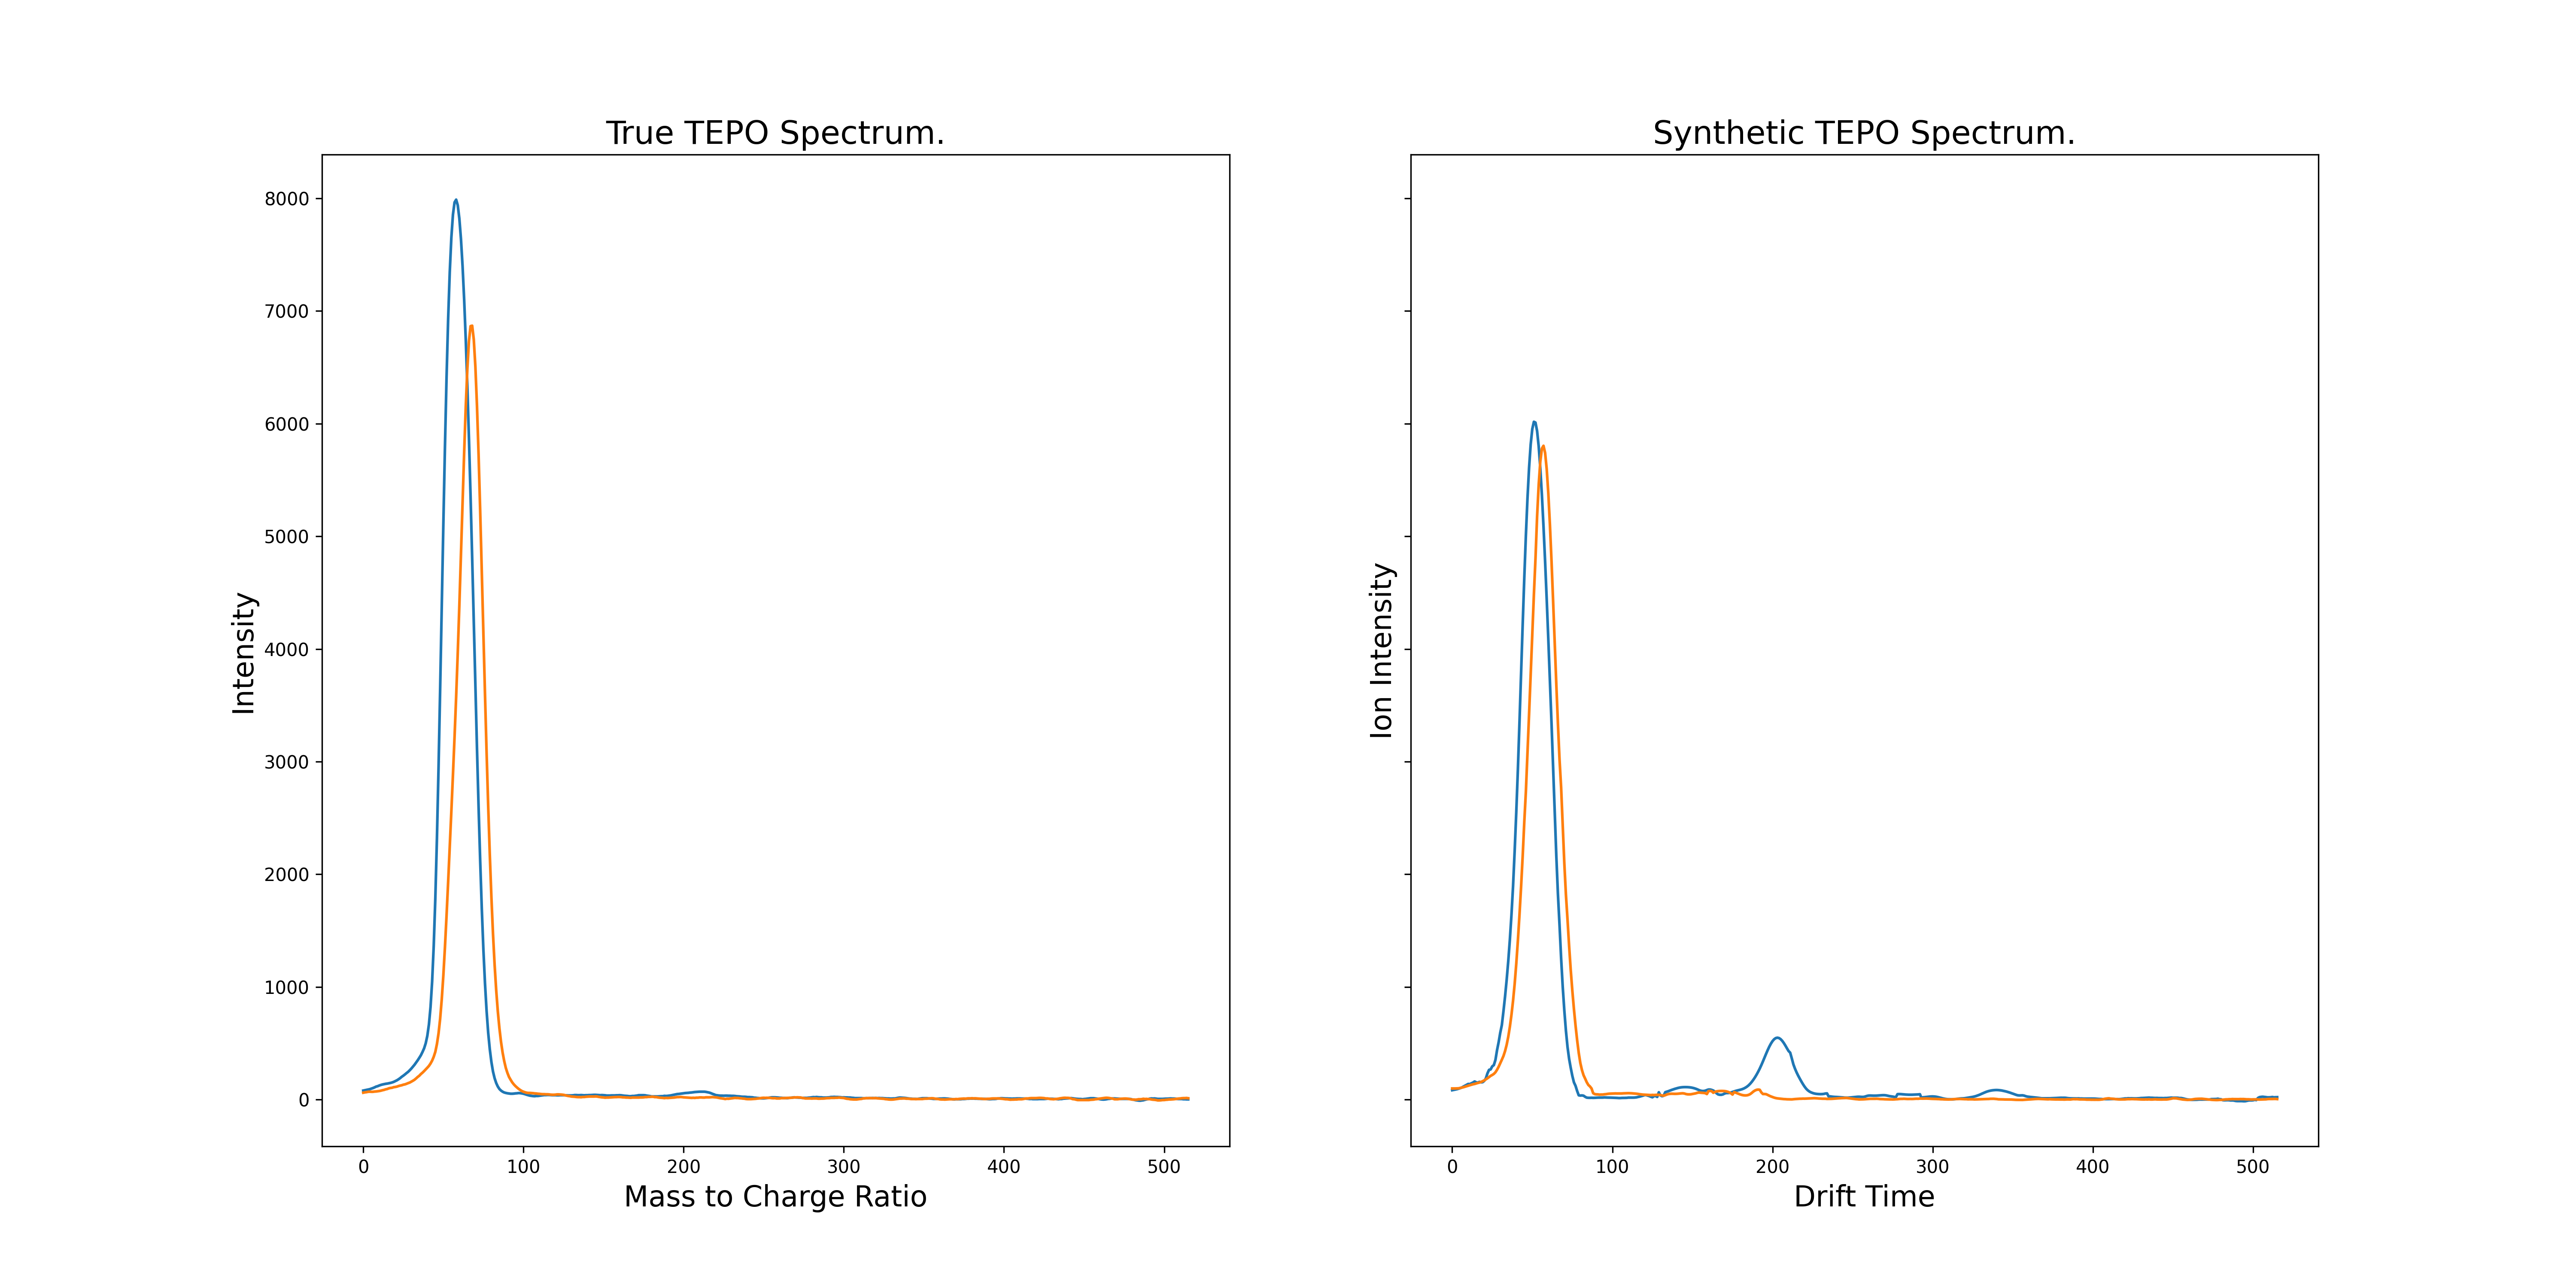 True TEPO Spectrum.
Intensity
8000
7000
6000
5000
4000
3000
2000
1000
0
0 100 200 300 400 500
Mass to Charge Ratio
Synthetic TEPO Spectrum.
Ion Intensity
0 100 200 300 400 500
Drift Time